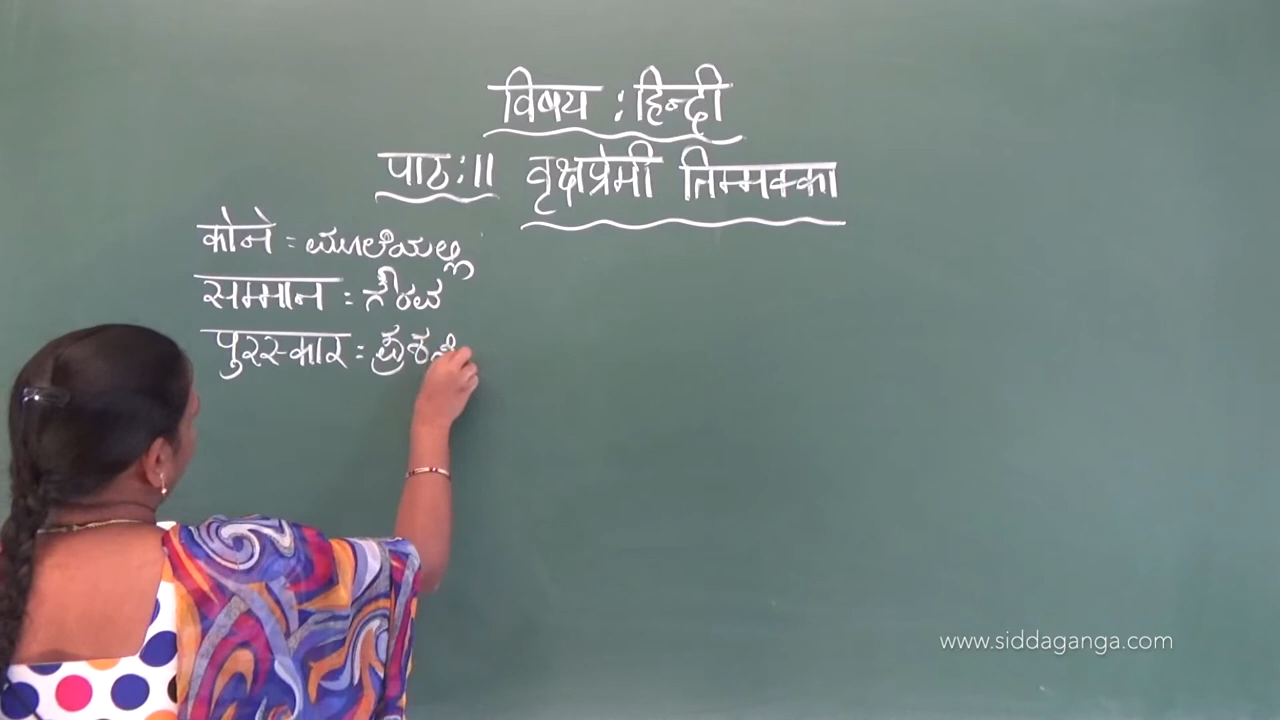 विषय : हिन्दी
पाठ:11 वृक्षप्रेमी तिम्मक्का
कोने = ಮೂಲೆಯಲ್ಲಿ
सम्मान = ಗೌರವ
पुरस्कार =
www.siddaganga.com